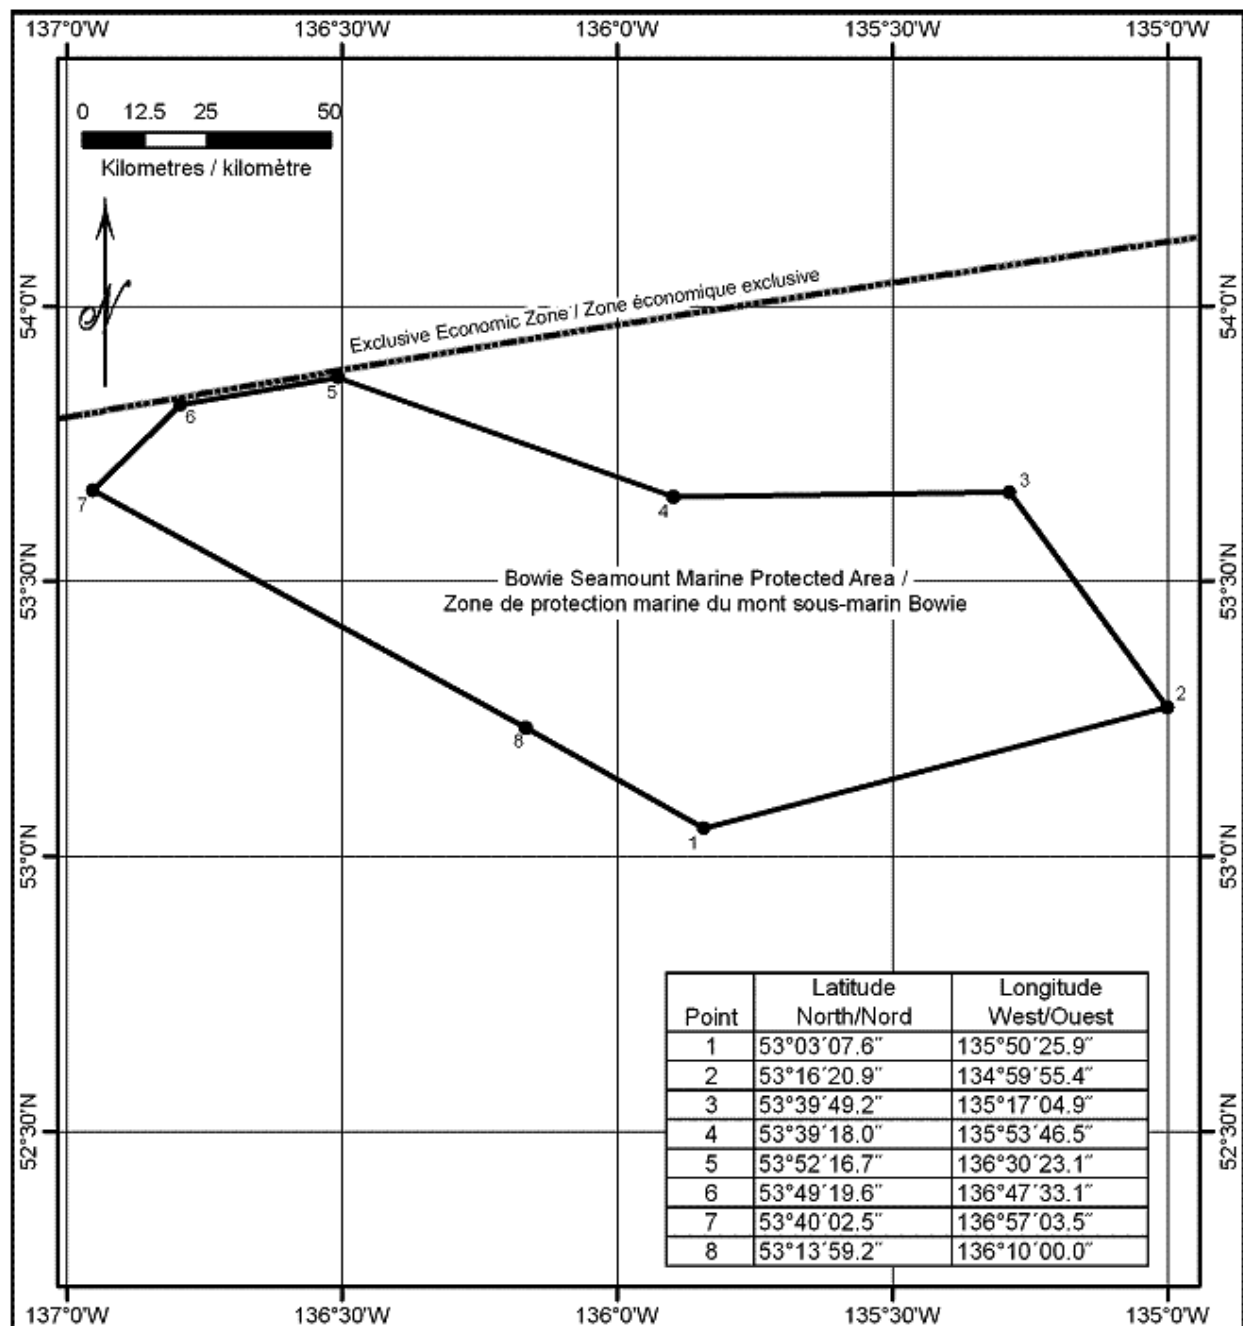 137°0'W 136°30'W 136°0'W 135°30'W 135°0'W
0 12.5 25 50
Kilometres / kilomètre
N
54°0'N
54°0'N
Exclusive Economic Zone / Zone économique exclusive
5
6
7
4
3
53°30'N
53°30'N
Bowie Seamount Marine Protected Area /
Zone de protection marine du mont sous-marin Bowie
2
8
1
53°0'N
53°0'N
Point Latitude North/Nord Longitude West/Ouest
1 53°03´07.6˝ 135°50´25.9˝
2 53°16´20.9˝ 134°59´55.4˝
3 53°39´49.2˝ 135°17´04.9˝
4 53°39´18.0˝ 135°53´46.5˝
5 53°52´16.7˝ 136°30´23.1˝
6 53°49´19.6˝ 136°47´33.1˝
7 53°40´02.5˝ 136°57´03.5˝
8 53°13´59.2˝ 136°10´00.0˝
52°30'N
52°30'N
137°0'W 136°30'W 136°0'W 135°30'W 135°0'W